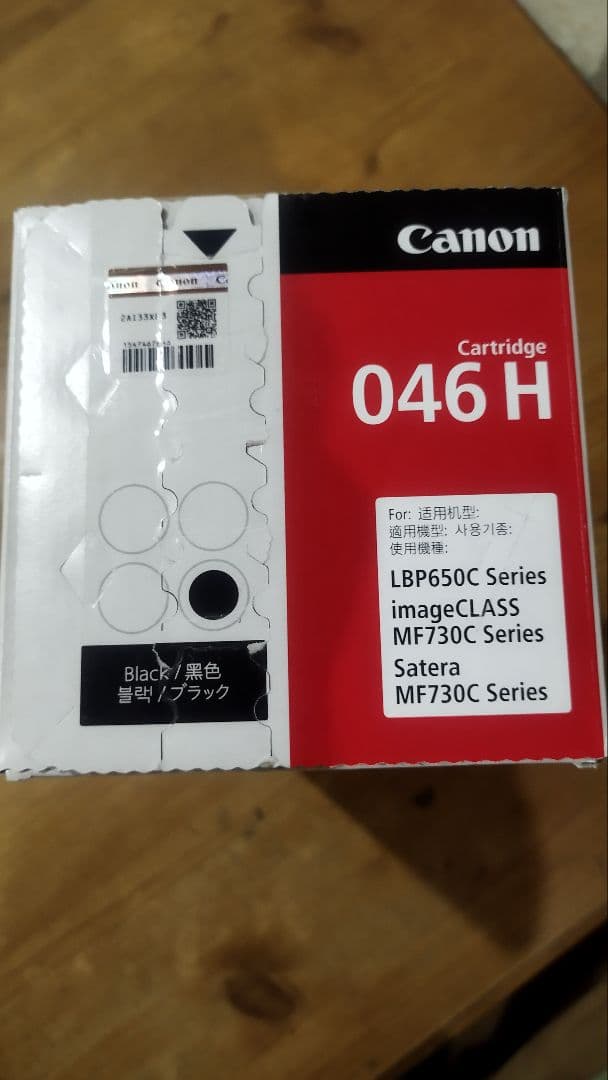 Canon
Cartridge
046 H
For: 适用机型:
適用機型: 사용기종:
使用機種:
LBP650C Series
imageCLASS
MF730C Series
Satera
MF730C Series
Canon
Black / 黑色
블랙 / ブラック